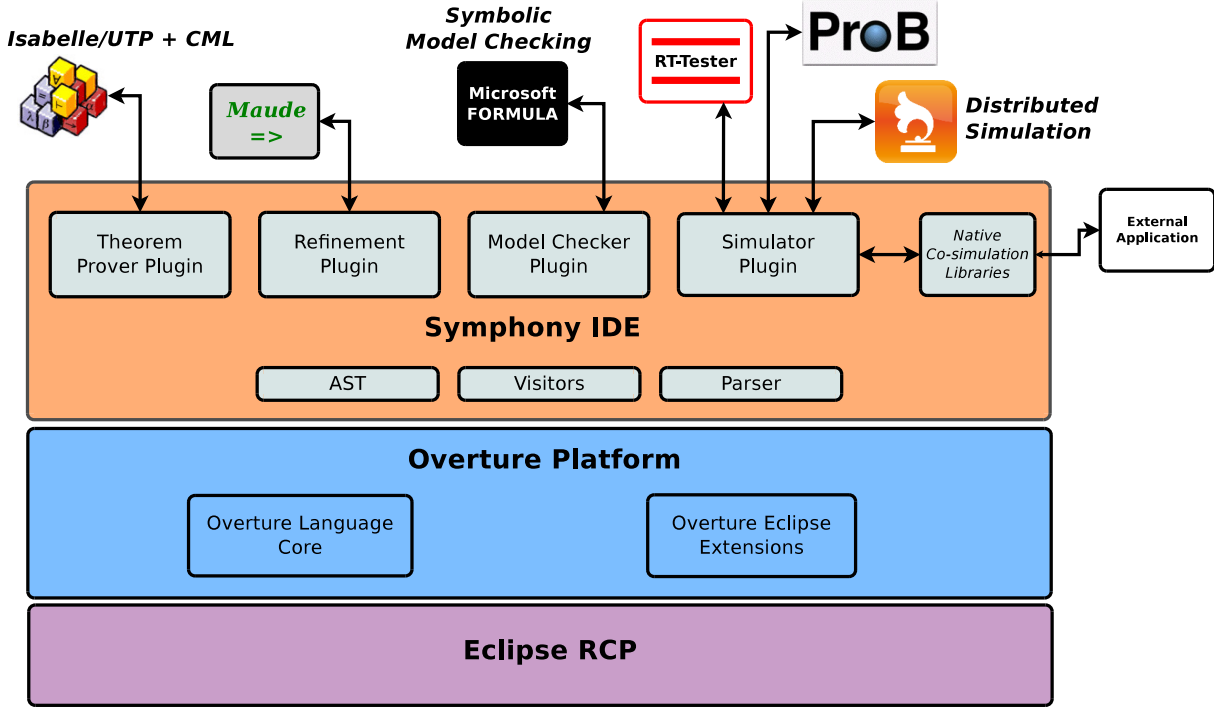 Isabelle/UTP + CML
Maude
=>
Symbolic
Model Checking
Microsoft
FORMULA
RT-Tester
ProB
Distributed
Simulation
Theorem
Prover Plugin
Refinement
Plugin
Model Checker
Plugin
Simulator
Plugin
Native
Co-simulation
Libraries
External
Application
Symphony IDE
AST
Visitors
Parser
Overture Platform
Overture Language
Core
Overture Eclipse
Extensions
Eclipse RCP